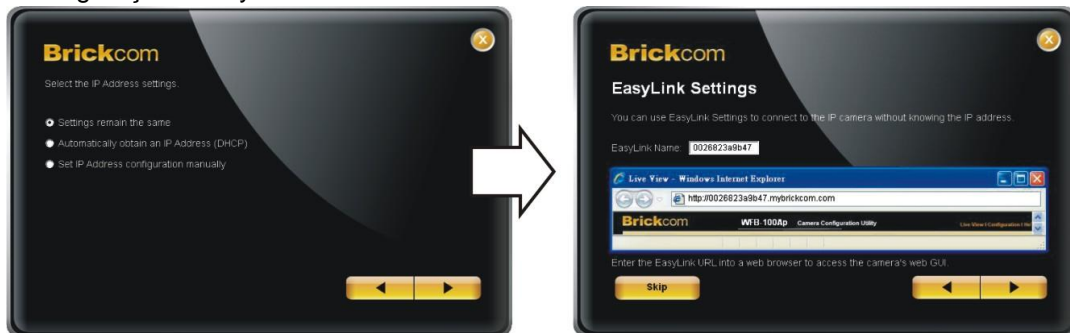 Brickcom
Select the IP Address settings.
Settings remain the same
Automatically obtain an IP Address (DHCP)
Set IP Address configuration manually
Brickcom
EasyLink Settings
You can use EasyLink Settings to connect to the IP camera without knowing the IP address.
EasyLink Name: 0026823a9b47
Live View - Windows Internet Explorer
http://0026823a9b47.mybrickcom.com
Brickcom WFB-100Ap Camera Configuration Utility
Enter the EasyLink URL into a web browser to access the camera's web GUI.
Skip